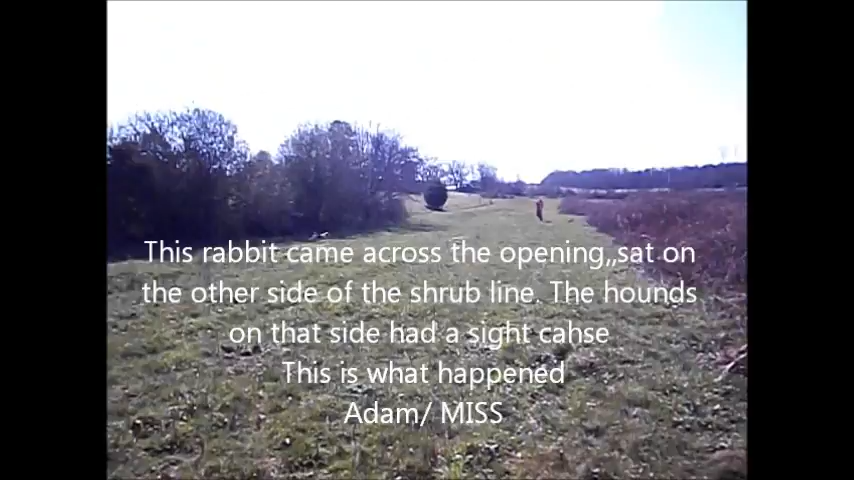 This rabbit came across the opening,,sat on
the other side of the shrub line. The hounds
on that side had a sight cahse
This is what happened
Adam/ MISS